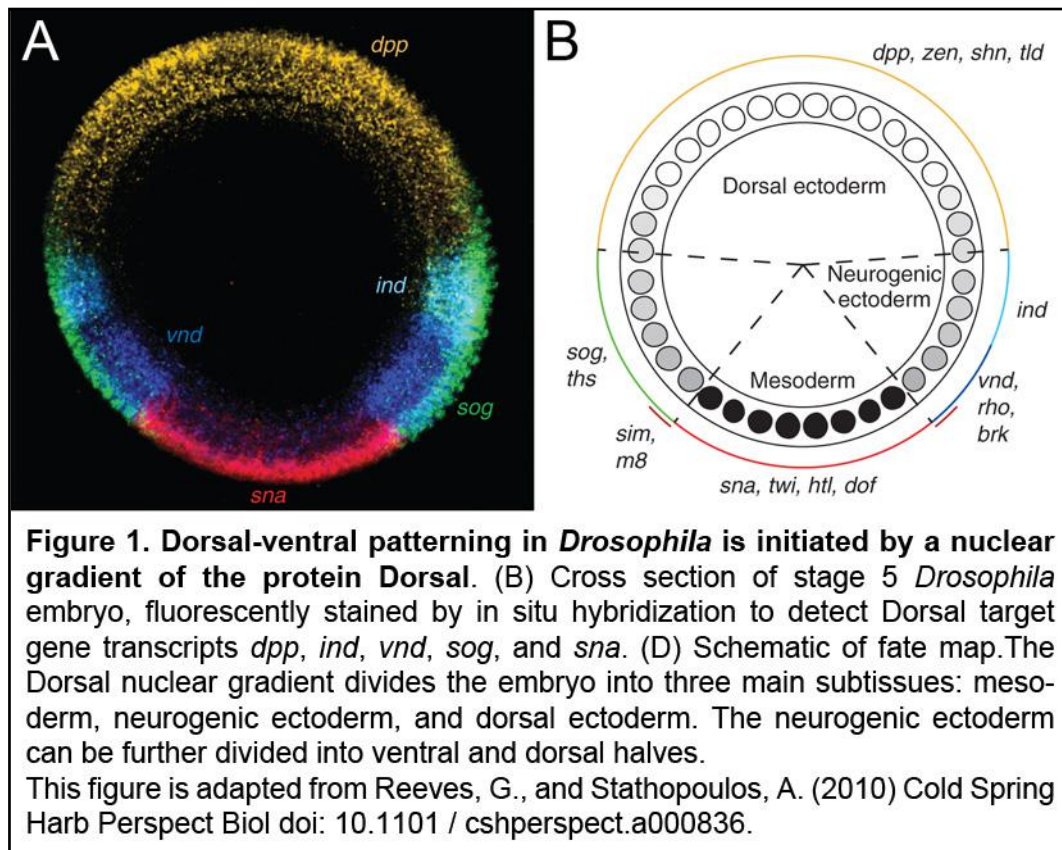 A
dpp
ind
vnd
sog
sna
B
dpp, zen, shn, tld
Dorsal ectoderm
Neurogenic
ectoderm
ind
sog,
ths
Mesoderm
vnd,
rho,
brk
sim,
m8
sna, twi, htl, dof
Figure 1. Dorsal-ventral patterning in Drosophila is initiated by a nuclear
gradient of the protein Dorsal. (B) Cross section of stage 5 Drosophila
embryo, fluorescently stained by in situ hybridization to detect Dorsal target
gene transcripts dpp, ind, vnd, sog, and sna. (D) Schematic of fate map.The
Dorsal nuclear gradient divides the embryo into three main subtissues: meso-
derm, neurogenic ectoderm, and dorsal ectoderm. The neurogenic ectoderm
can be further divided into ventral and dorsal halves.
This figure is adapted from Reeves, G., and Stathopoulos, A. (2010) Cold Spring
Harb Perspect Biol doi: 10.1101 / cshperspect.a000836.